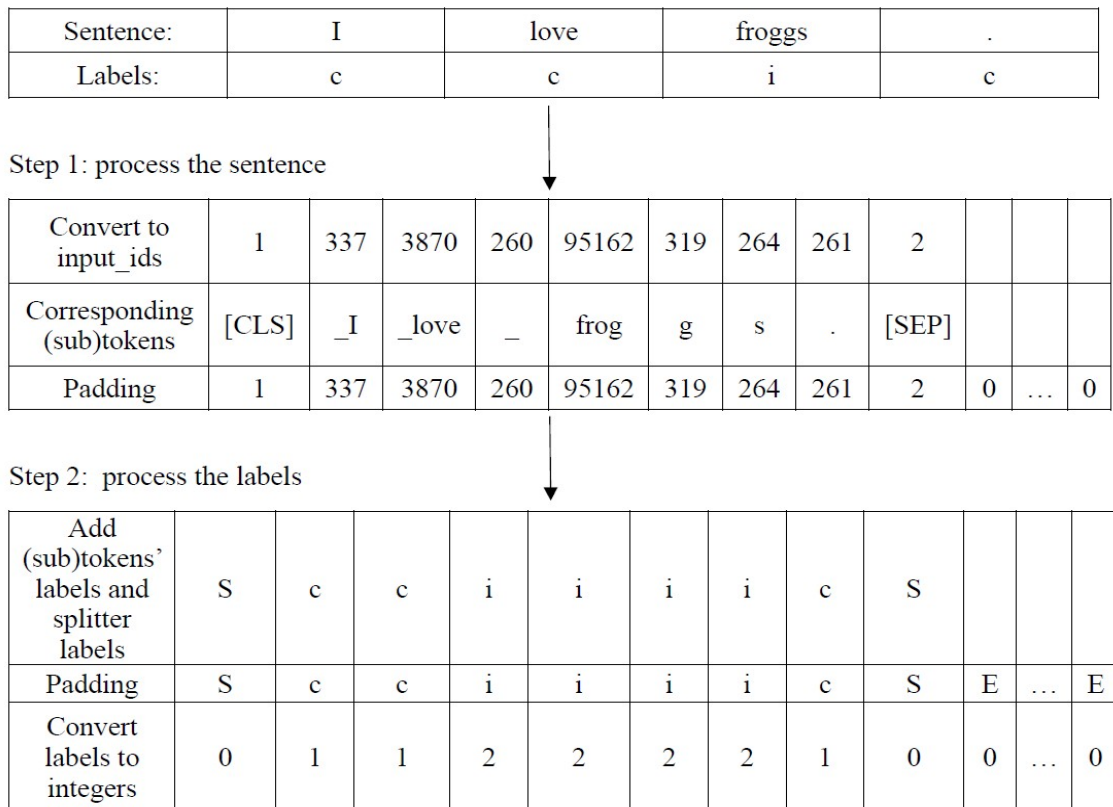 Sentence: I love froggs .
Labels: c c i c
Step 1: process the sentence
Convert to
input_ids 1 337 3870 260 95162 319 264 261 2
Corresponding
(sub)tokens [CLS] _I _love _ frog g s . [SEP]
Padding 1 337 3870 260 95162 319 264 261 2 0 … 0
Step 2: process the labels
Add
(sub)tokens’
labels and
splitter
labels S c c i i i i c S
Padding S c c i i i i c S E … E
Convert
labels to
integers 0 1 1 2 2 2 2 1 0 0 … 0